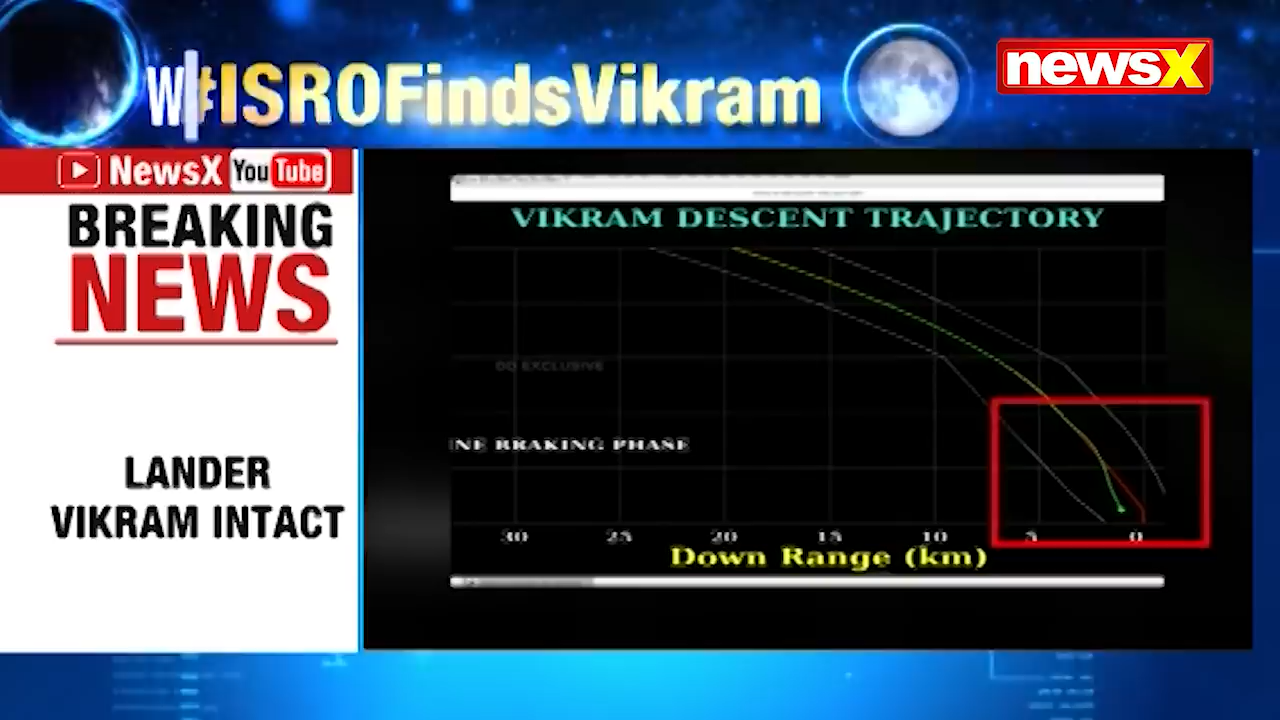 W#ISROFindsVikram
newsX
NewsX YouTube
BREAKING
NEWS
LANDER
VIKRAM INTACT
VIKRAM DESCENT TRAJECTORY
DD EXCLUSIVE
INE BRAKING PHASE
30 25 20 15 10 5 0
Down Range (km)